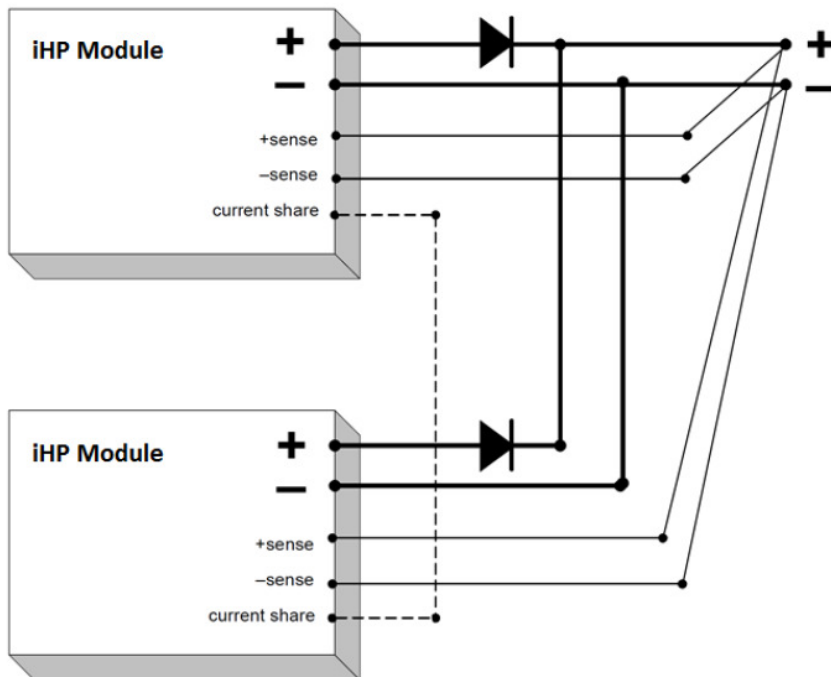 iHP Module
+
–
+sense
–sense
current share
+
–
iHP Module
+
–
+sense
–sense
current share